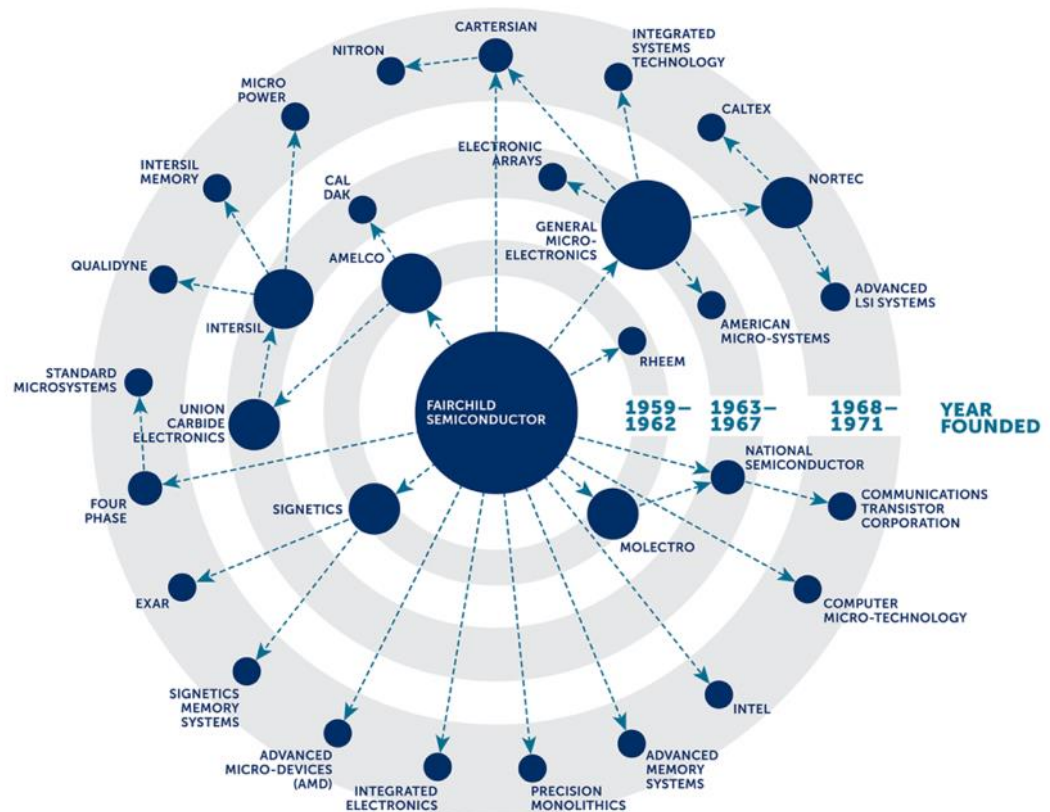 CARTERSIAN
NITRON
INTEGRATED
SYSTEMS
TECHNOLOGY
MICRO
POWER
CALTEX
ELECTRONIC
ARRAYS
INTERSIL
MEMORY
CAL
DAK
NORTEC
GENERAL
MICRO-
ELECTRONICS
AMELCO
QUALIDYNE
ADVANCED
LSI SYSTEMS
INTERSIL
AMERICAN
MICRO-SYSTEMS
RHEEM
STANDARD
MICROSYSTEMS
UNION
CARBIDE
ELECTRONICS
FAIRCHILD
SEMICONDUCTOR
1959–
1962
1963–
1967
1968–
1971
YEAR
FOUNDED
NATIONAL
SEMICONDUCTOR
FOUR
PHASE
SIGNETICS
COMMUNICATIONS
TRANSISTOR
CORPORATION
MOLECTRO
EXAR
COMPUTER
MICRO-TECHNOLOGY
SIGNETICS
MEMORY
SYSTEMS
INTEL
ADVANCED
MICRO-DEVICES
(AMD)
INTEGRATED
ELECTRONICS
PRECISION
MONOLITHICS
ADVANCED
MEMORY
SYSTEMS